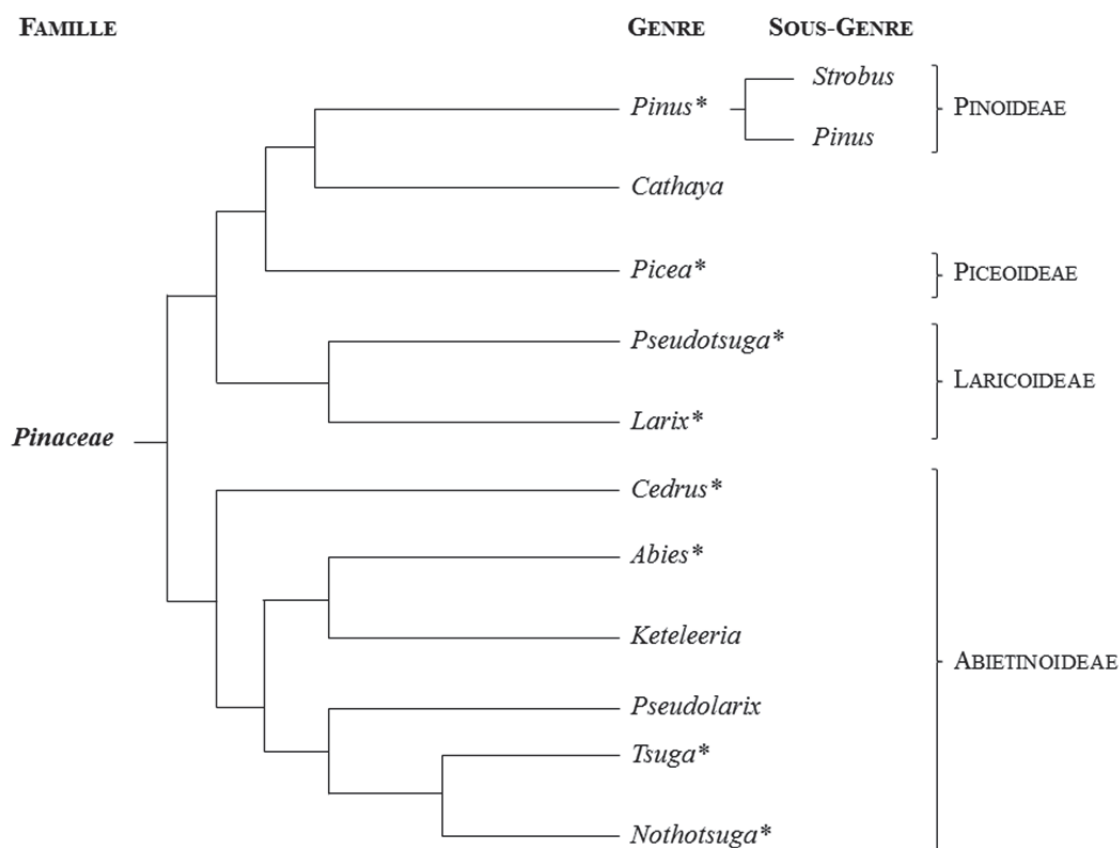 FAMILLE GENRE SOUS-GENRE
Strobus
Pinus* PINOIDEAE
Pinus
Cathaya
Picea* PICEOIDEAE
Pseudotsuga*
LARICOIDEAE
Larix*
Pinaceae
Cedrus*
Abies*
Keteleeria
ABIETINOIDEAE
Pseudolarix
Tsuga*
Nothotsuga*